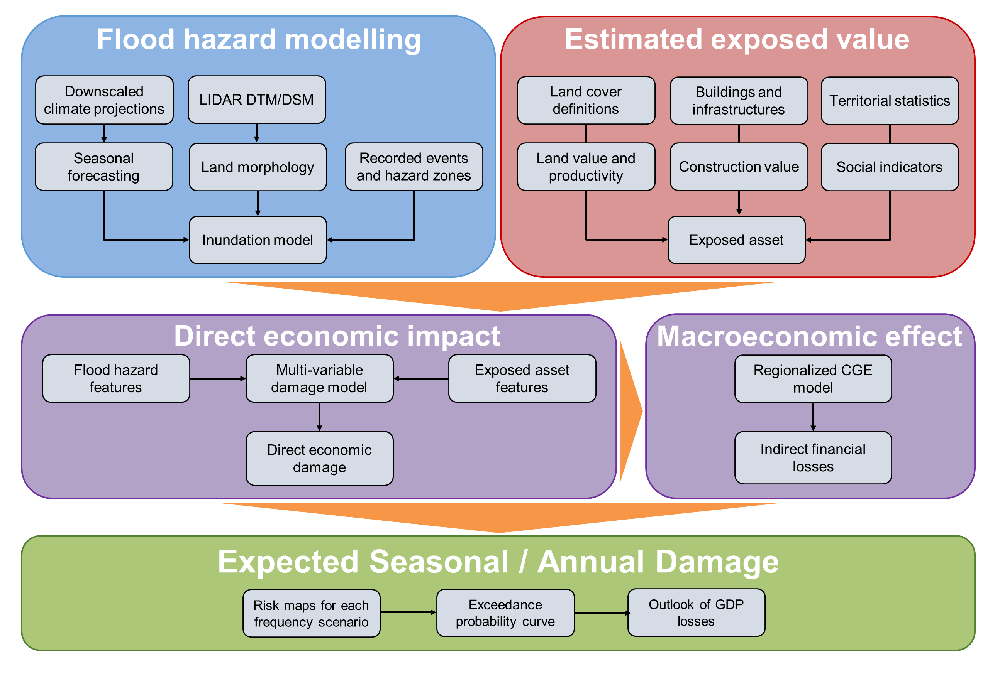 Flood hazard modelling
Downscaled
climate projections
LIDAR DTM/DSM
Seasonal
forecasting
Land morphology
Recorded events
and hazard zones
Inundation model
Estimated exposed value
Land cover
definitions
Buildings and
infrastructures
Territorial statistics
Land value and
productivity
Construction value
Social indicators
Exposed asset
Direct economic impact
Flood hazard
features
Multi-variable
damage model
Exposed asset
features
Direct economic
damage
Macroeconomic effect
Regionalized CGE
model
Indirect financial
losses
Expected Seasonal / Annual Damage
Risk maps for each
frequency scenario
Exceedance
probability curve
Outlook of GDP
losses